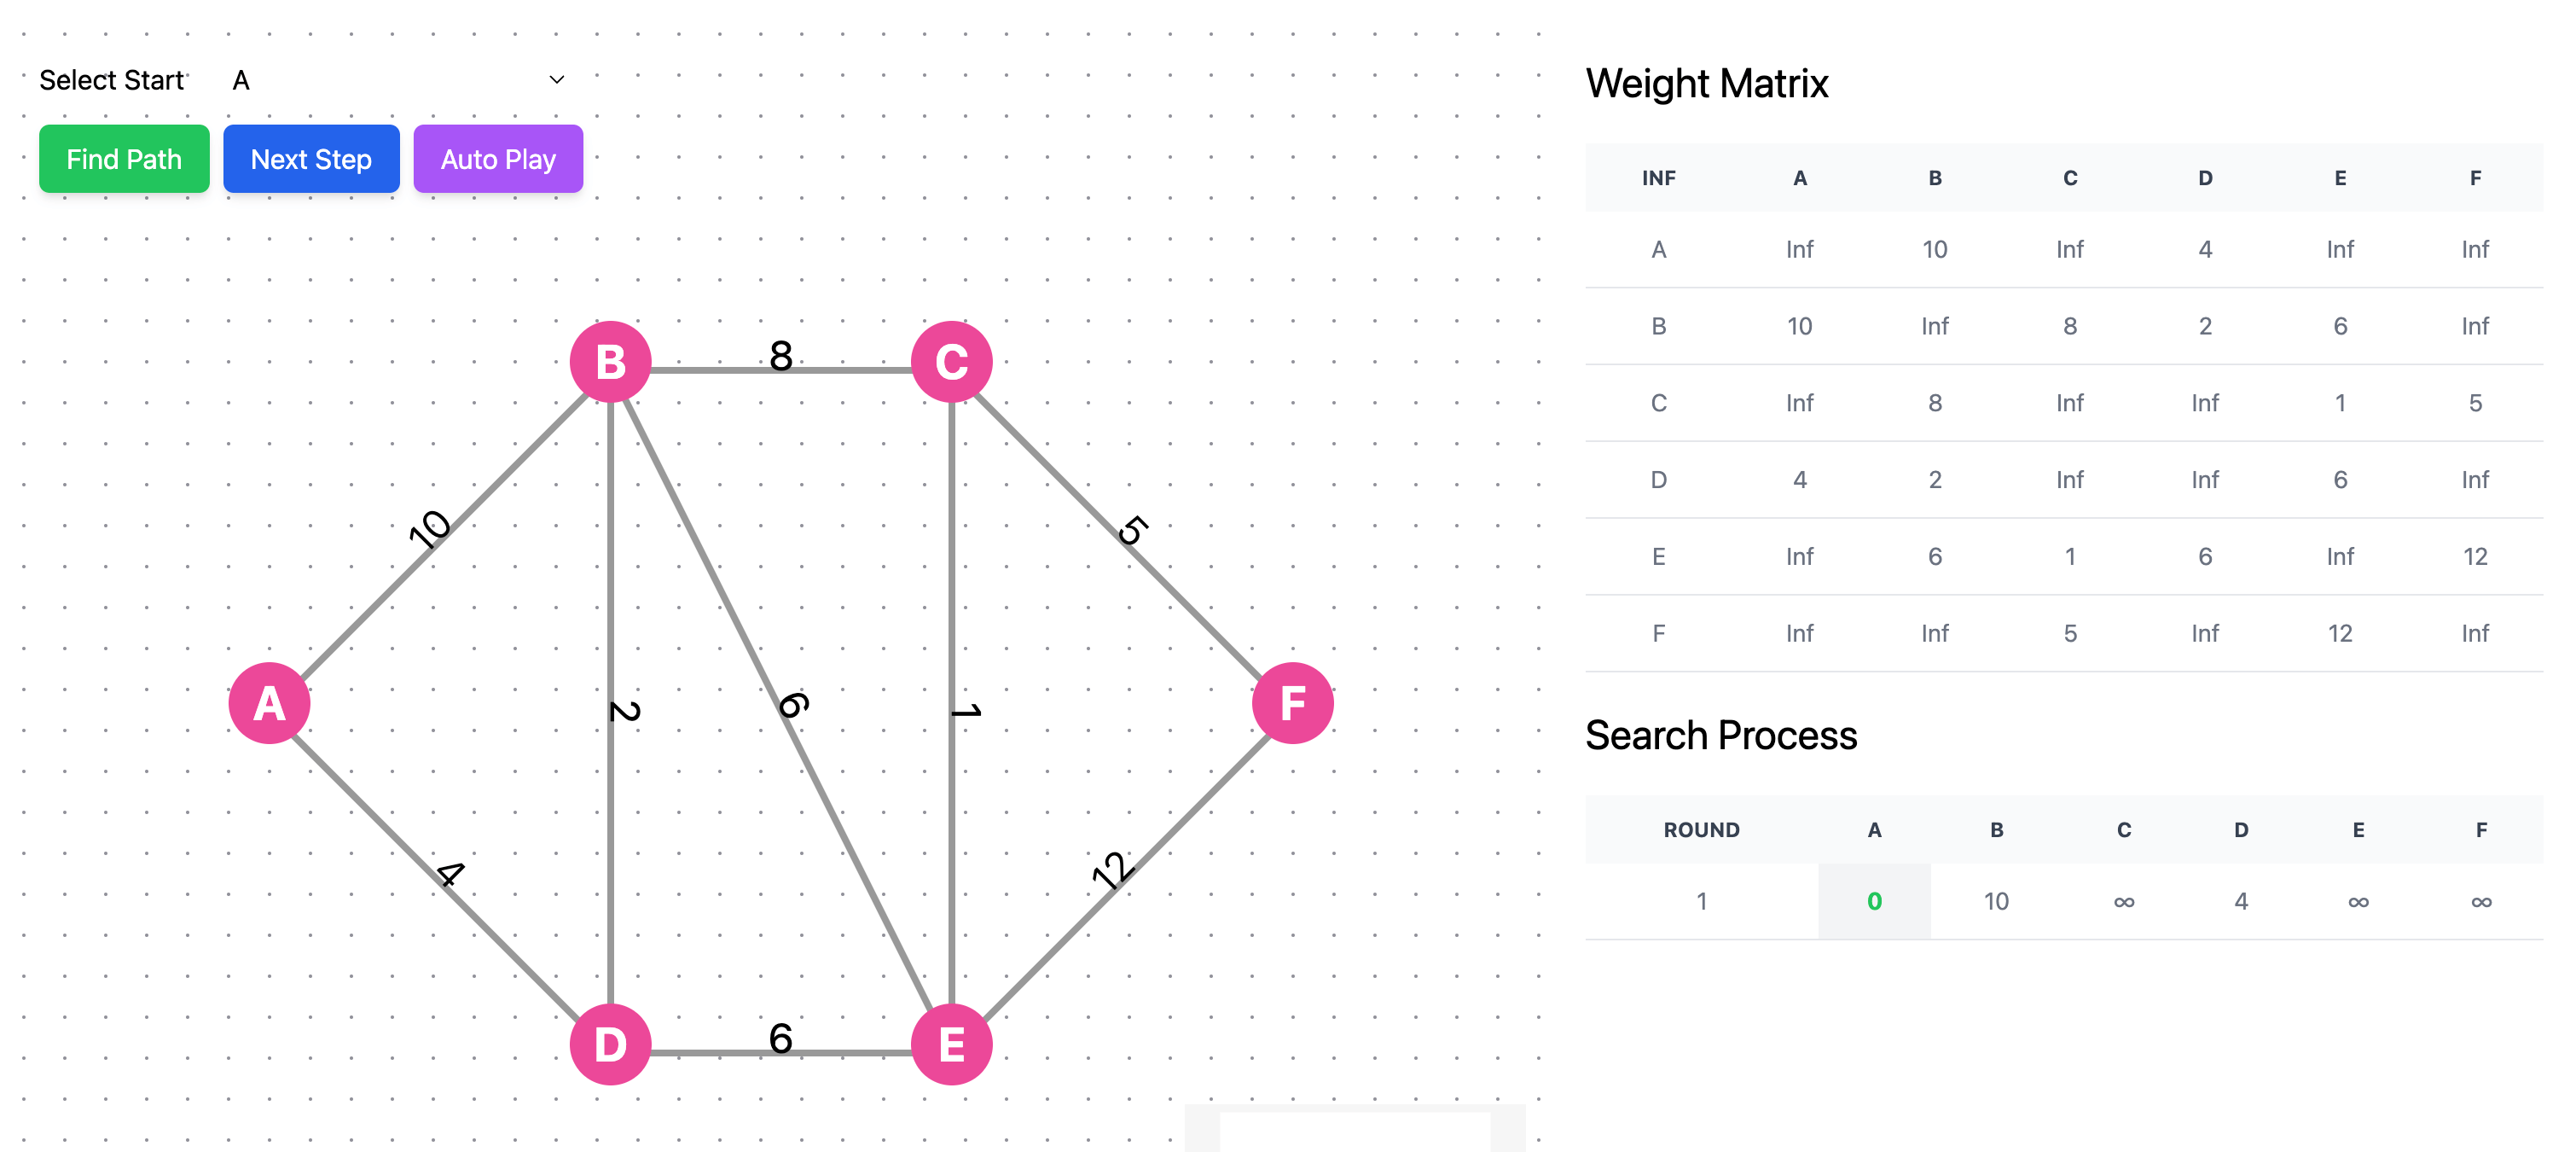 Select Start A
Find Path Next Step Auto Play
B 8 C
10 5
A 2 6 1 F
4 12
D 6 E
Weight Matrix
INF A B C D E F
A Inf 10 Inf 4 Inf Inf
B 10 Inf 8 2 6 Inf
C Inf 8 Inf Inf 1 5
D 4 2 Inf Inf 6 Inf
E Inf 6 1 6 Inf 12
F Inf Inf 5 Inf 12 Inf
Search Process
ROUND A B C D E F
1 0 10 ∞ 4 ∞ ∞